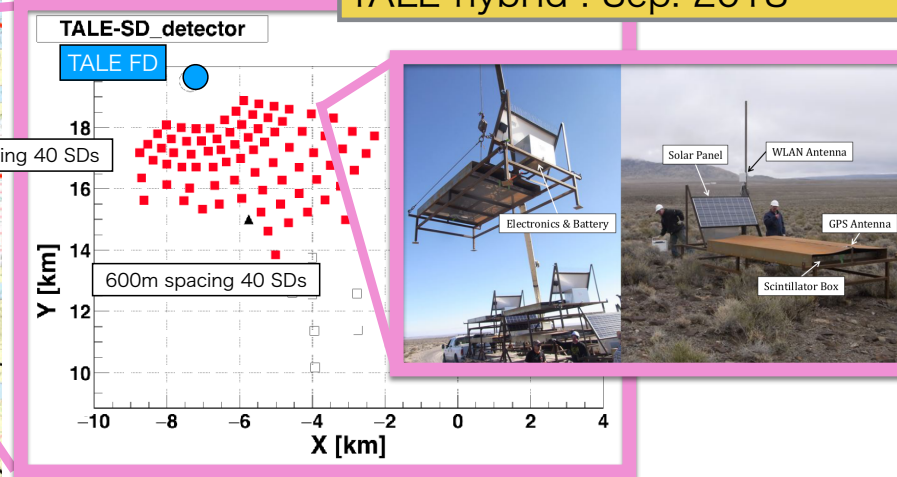 TALE hybrid : Sep. 2018
TALE-SD_detector
TALE FD
ing 40 SDs
600m spacing 40 SDs
Y [km]
18
16
14
12
10
−10
−8
−6
−4
−2
0
2
4
X [km]
Electronics & Battery
Solar Panel
WLAN Antenna
GPS Antenna
Scintillator Box